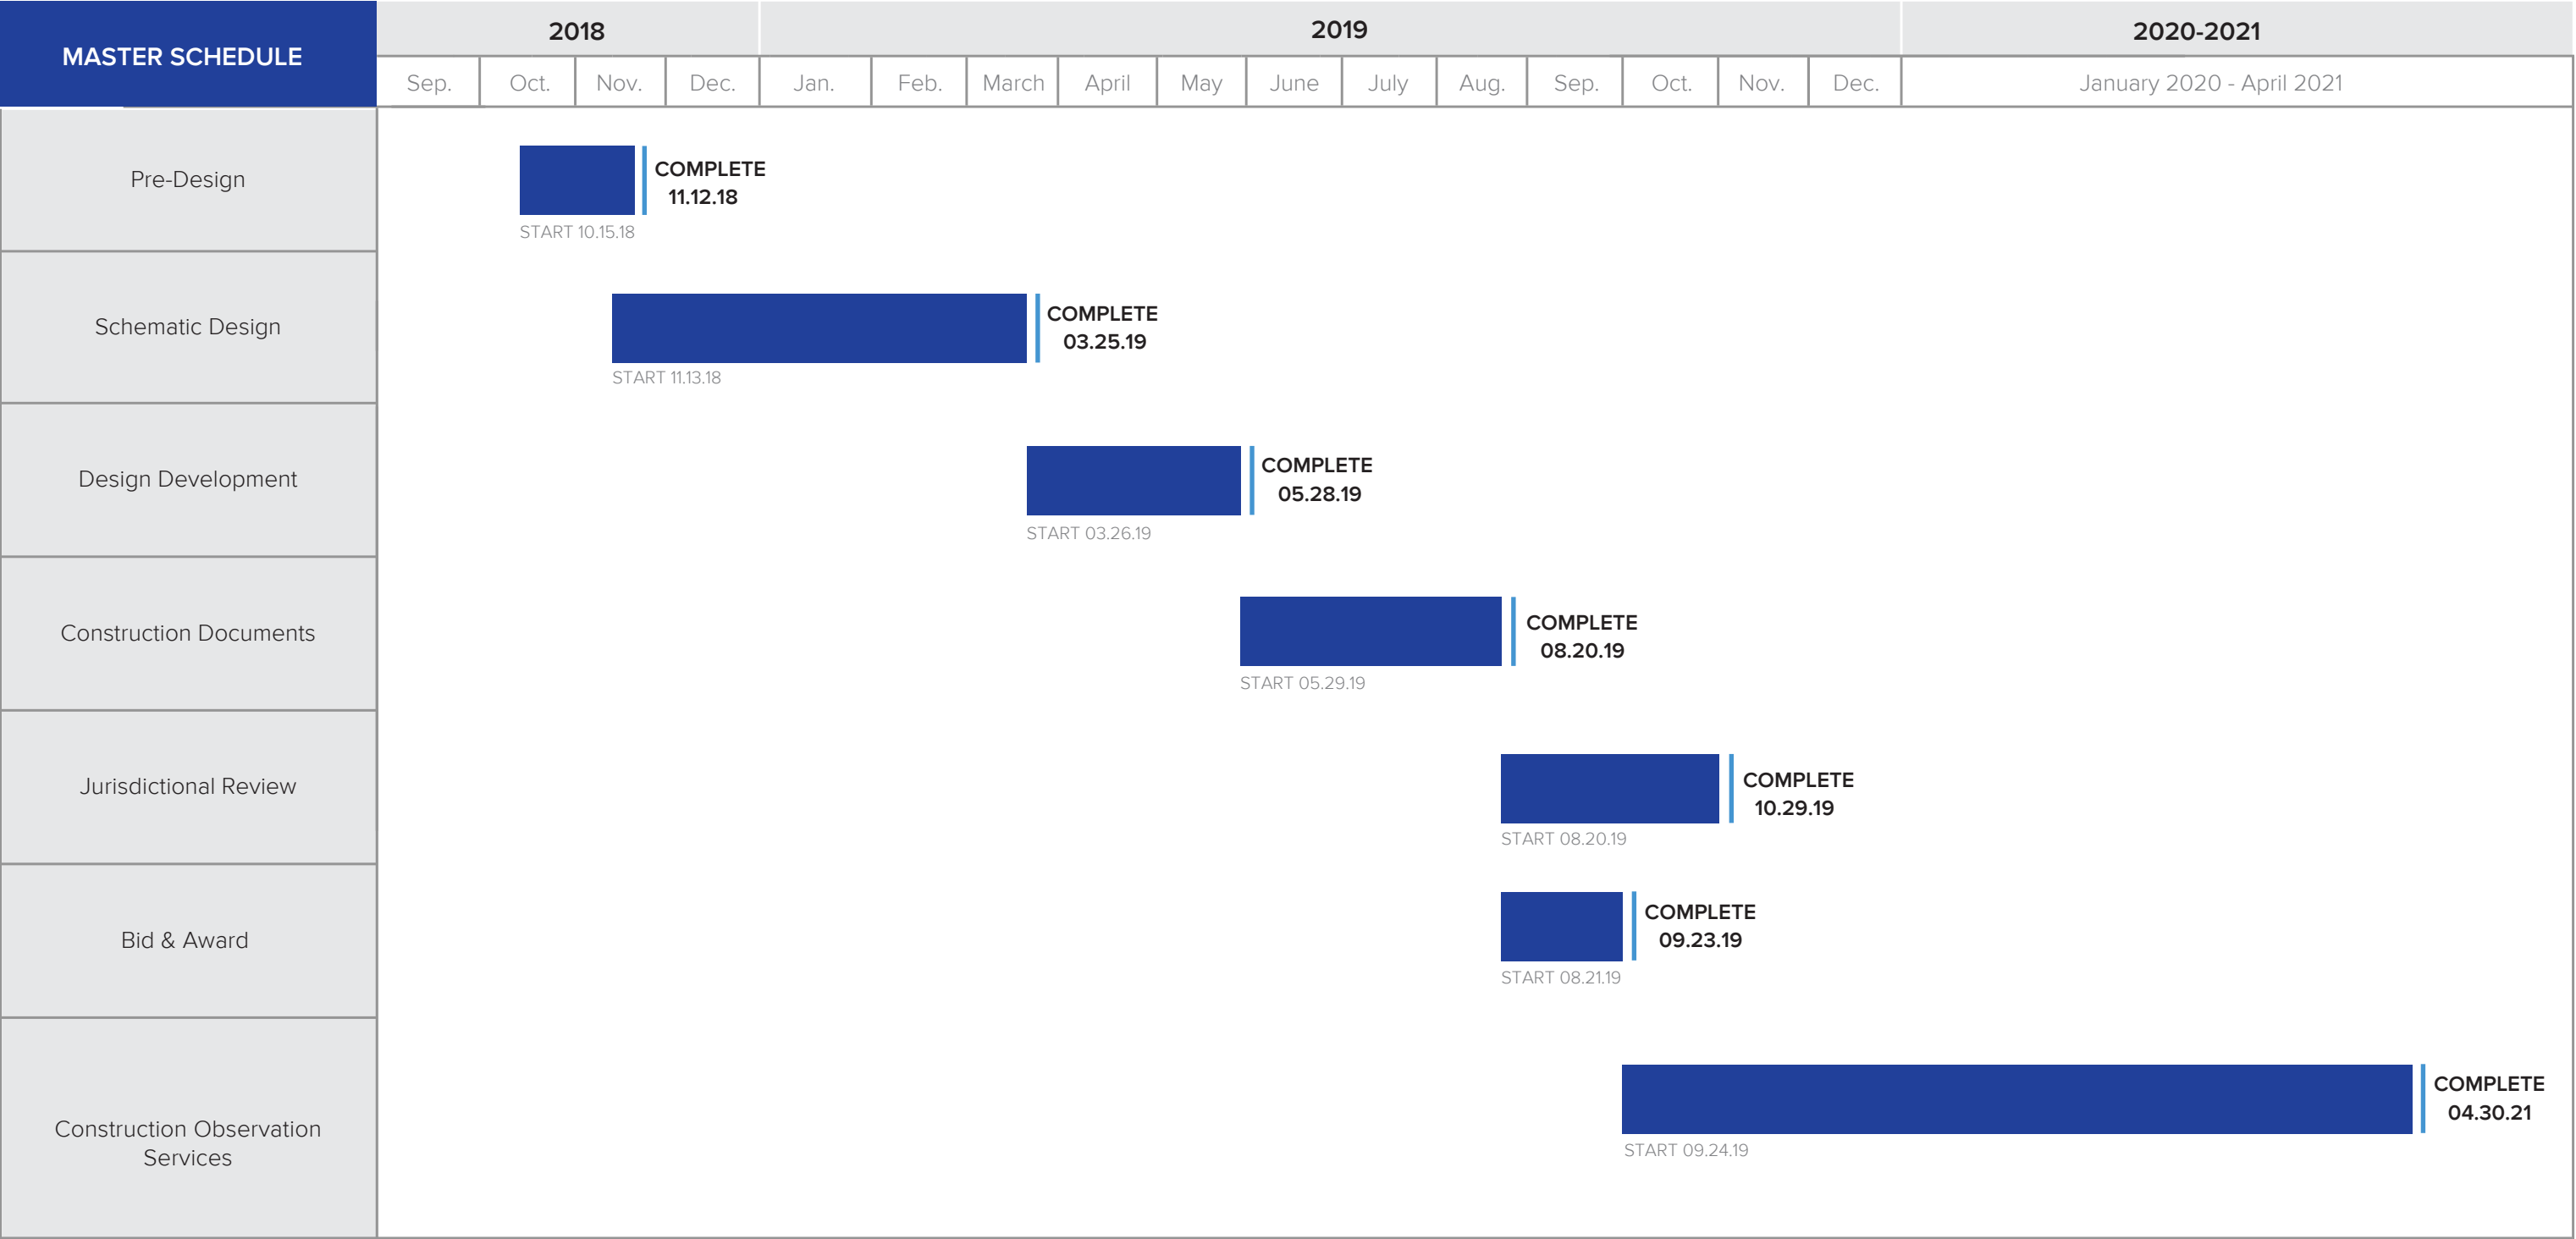 MASTER SCHEDULE
2018
2019
2020-2021
Sep.
Oct.
Nov.
Dec.
Jan.
Feb.
March
April
May
June
July
Aug.
Sep.
Oct.
Nov.
Dec.
January 2020 - April 2021
Pre-Design
COMPLETE
11.12.18
START 10.15.18
Schematic Design
COMPLETE
03.25.19
START 11.13.18
Design Development
COMPLETE
05.28.19
START 03.26.19
Construction Documents
COMPLETE
08.20.19
START 05.29.19
Jurisdictional Review
COMPLETE
10.29.19
START 08.20.19
Bid & Award
COMPLETE
09.23.19
START 08.21.19
Construction Observation
Services
COMPLETE
04.30.21
START 09.24.19